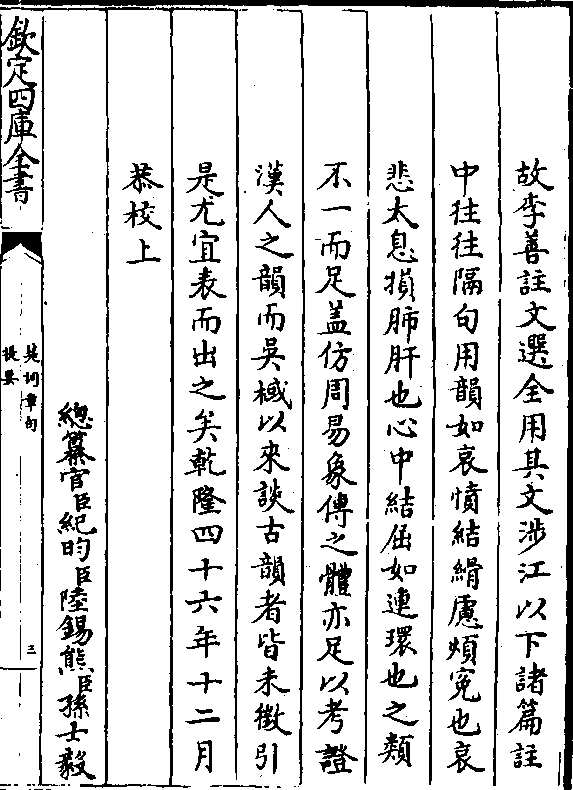 故李善註文選全用其文涉江以下諸篇註
中往往隔句用韻如哀憤結縎慮煩寃也哀
悲太息損肺肝也心中結屈如連環也之類
不一而足盖仿周易象傳之體亦足以考證
漢人之韻而吳棫以來談古韻者皆未徴引
是尤宜表而出之矣乾隆四十六年十二月
恭校上
總纂官臣紀昀臣陸錫熊臣孫士毅
欽定四庫全書
楚詞章句
提要
三